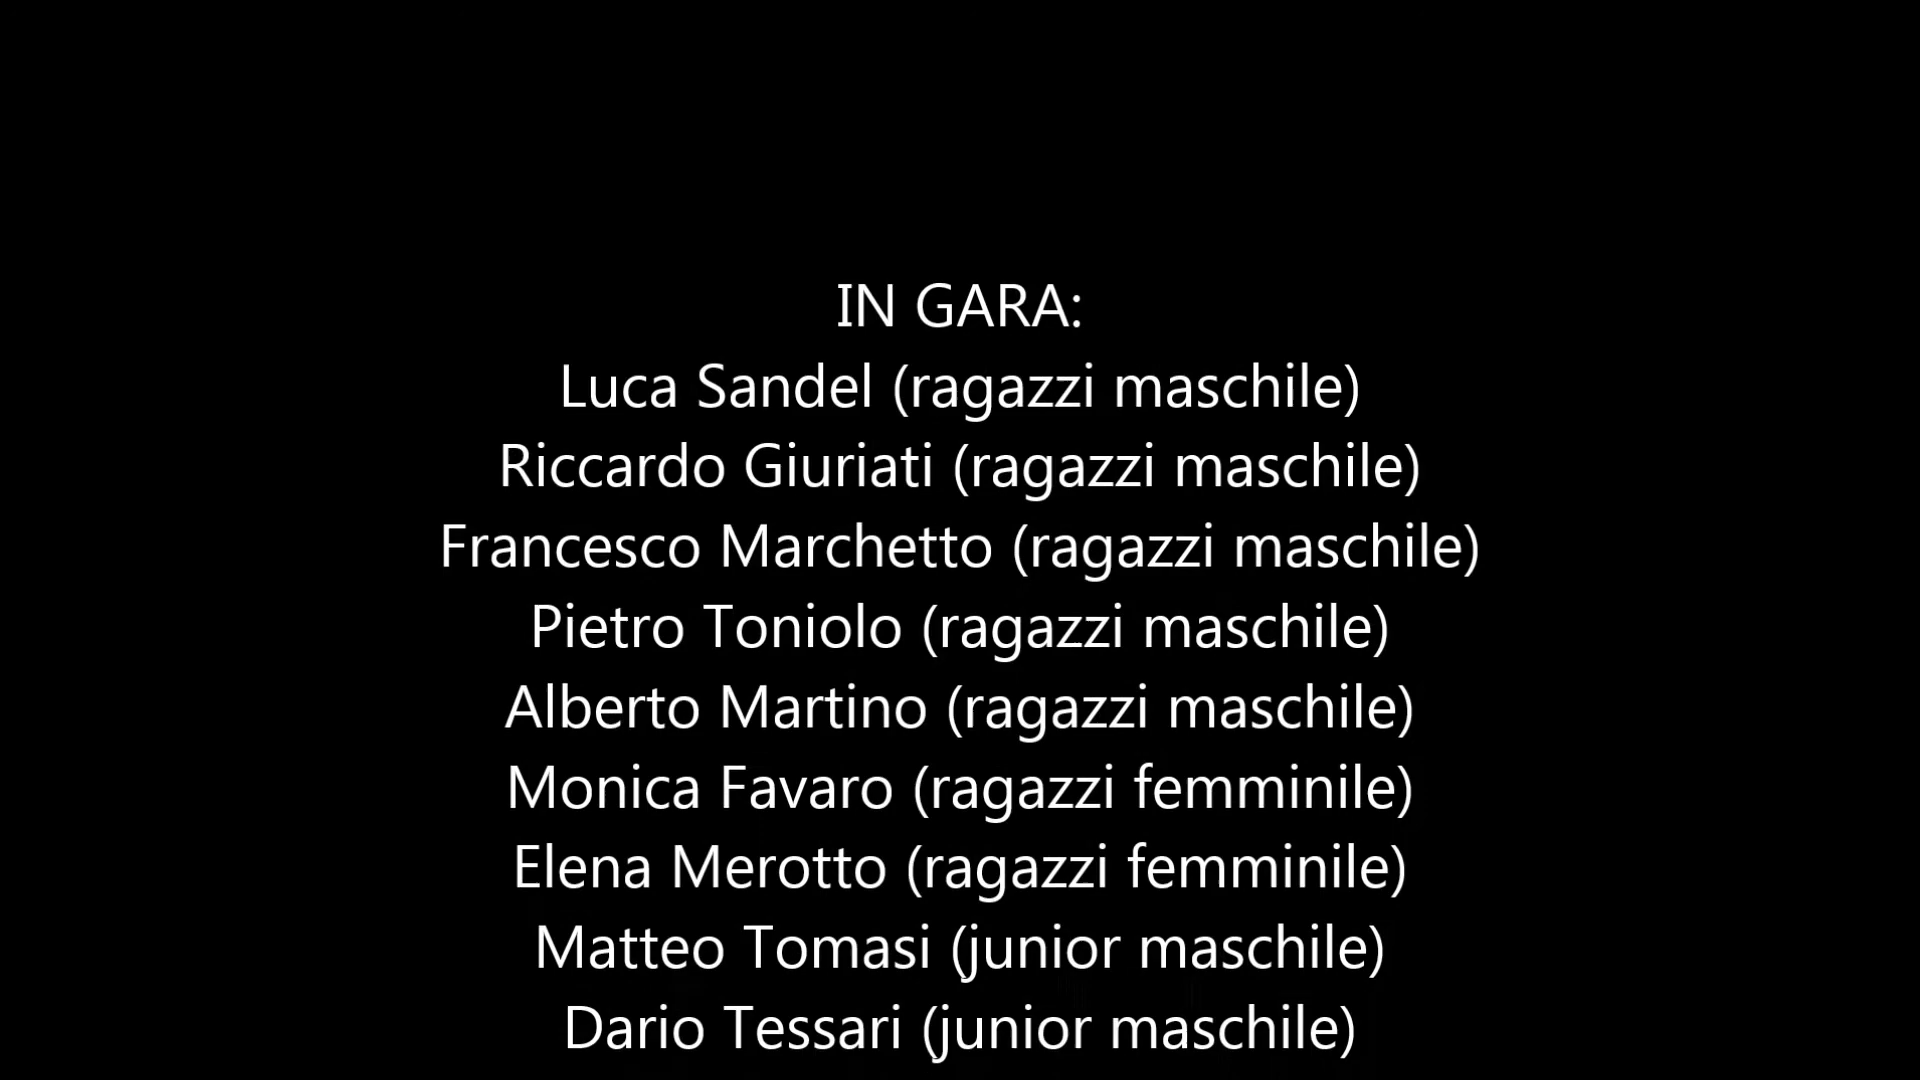 IN GARA:
Luca Sandel (ragazzi maschile)
Riccardo Giuriati (ragazzi maschile)
Francesco Marchetto (ragazzi maschile)
Pietro Toniolo (ragazzi maschile)
Alberto Martino (ragazzi maschile)
Monica Favaro (ragazzi femminile)
Elena Merotto (ragazzi femminile)
Matteo Tomasi (junior maschile)
Dario Tessari (junior maschile)